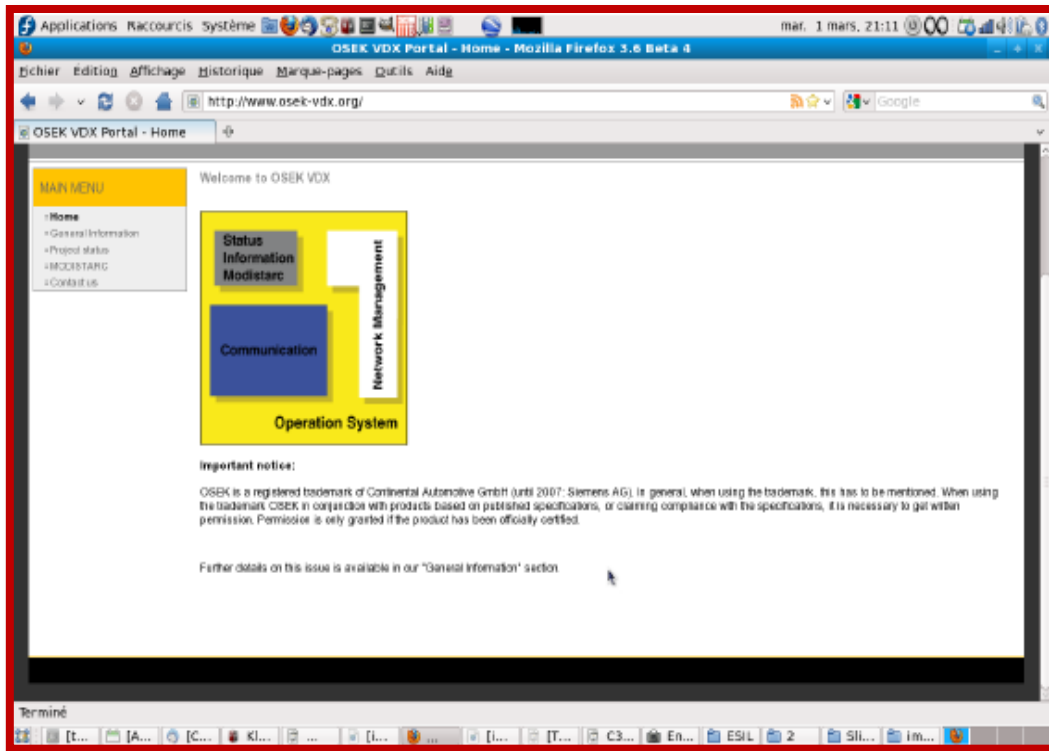 Applications Raccourcis Système mar. 1 mars, 21:11
OSEK VDX Portal - Home - Mozilla Firefox 3.6 Beta 4
Fichier Édition Affichage Historique Marque-pages Outils Aide
http://www.osek-vdx.org/ Google
OSEK VDX Portal - Home
MAIN MENU
Home
General Information
Project status
MODISTARC
Contact us
Welcome to OSEK VDX
Status
Information
Modistarc
Network Management
Communication
Operation System
Important notice:
OSEK is a registered trademark of Continental Automotive GmbH (until 2007: Siemens AG). In general, when using the trademark, this has to be mentioned. When using
the trademark OSEK in conjunction with products based on published specifications, or claiming compliance with the specifications, it is necessary to get written
permission. Permission is only granted if the product has been officially certified.
Further details on this issue is available in our "General Information" section.
Terminé
[t... [A... [C... Kl... ... [i... ... [i... [T... C3... En... ESIL 2 Sli... im...